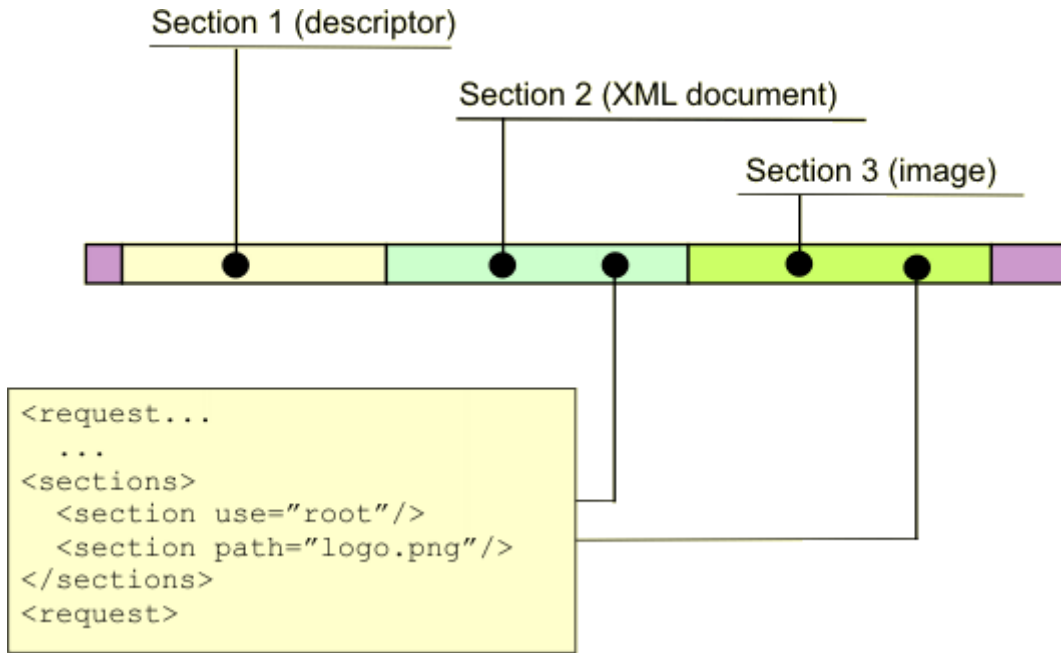 Section 1 (descriptor)
Section 2 (XML document)
Section 3 (image)
<request...
...
<sections>
<section use=”root”/>
<section path=”logo.png”/>
</sections>
<request>